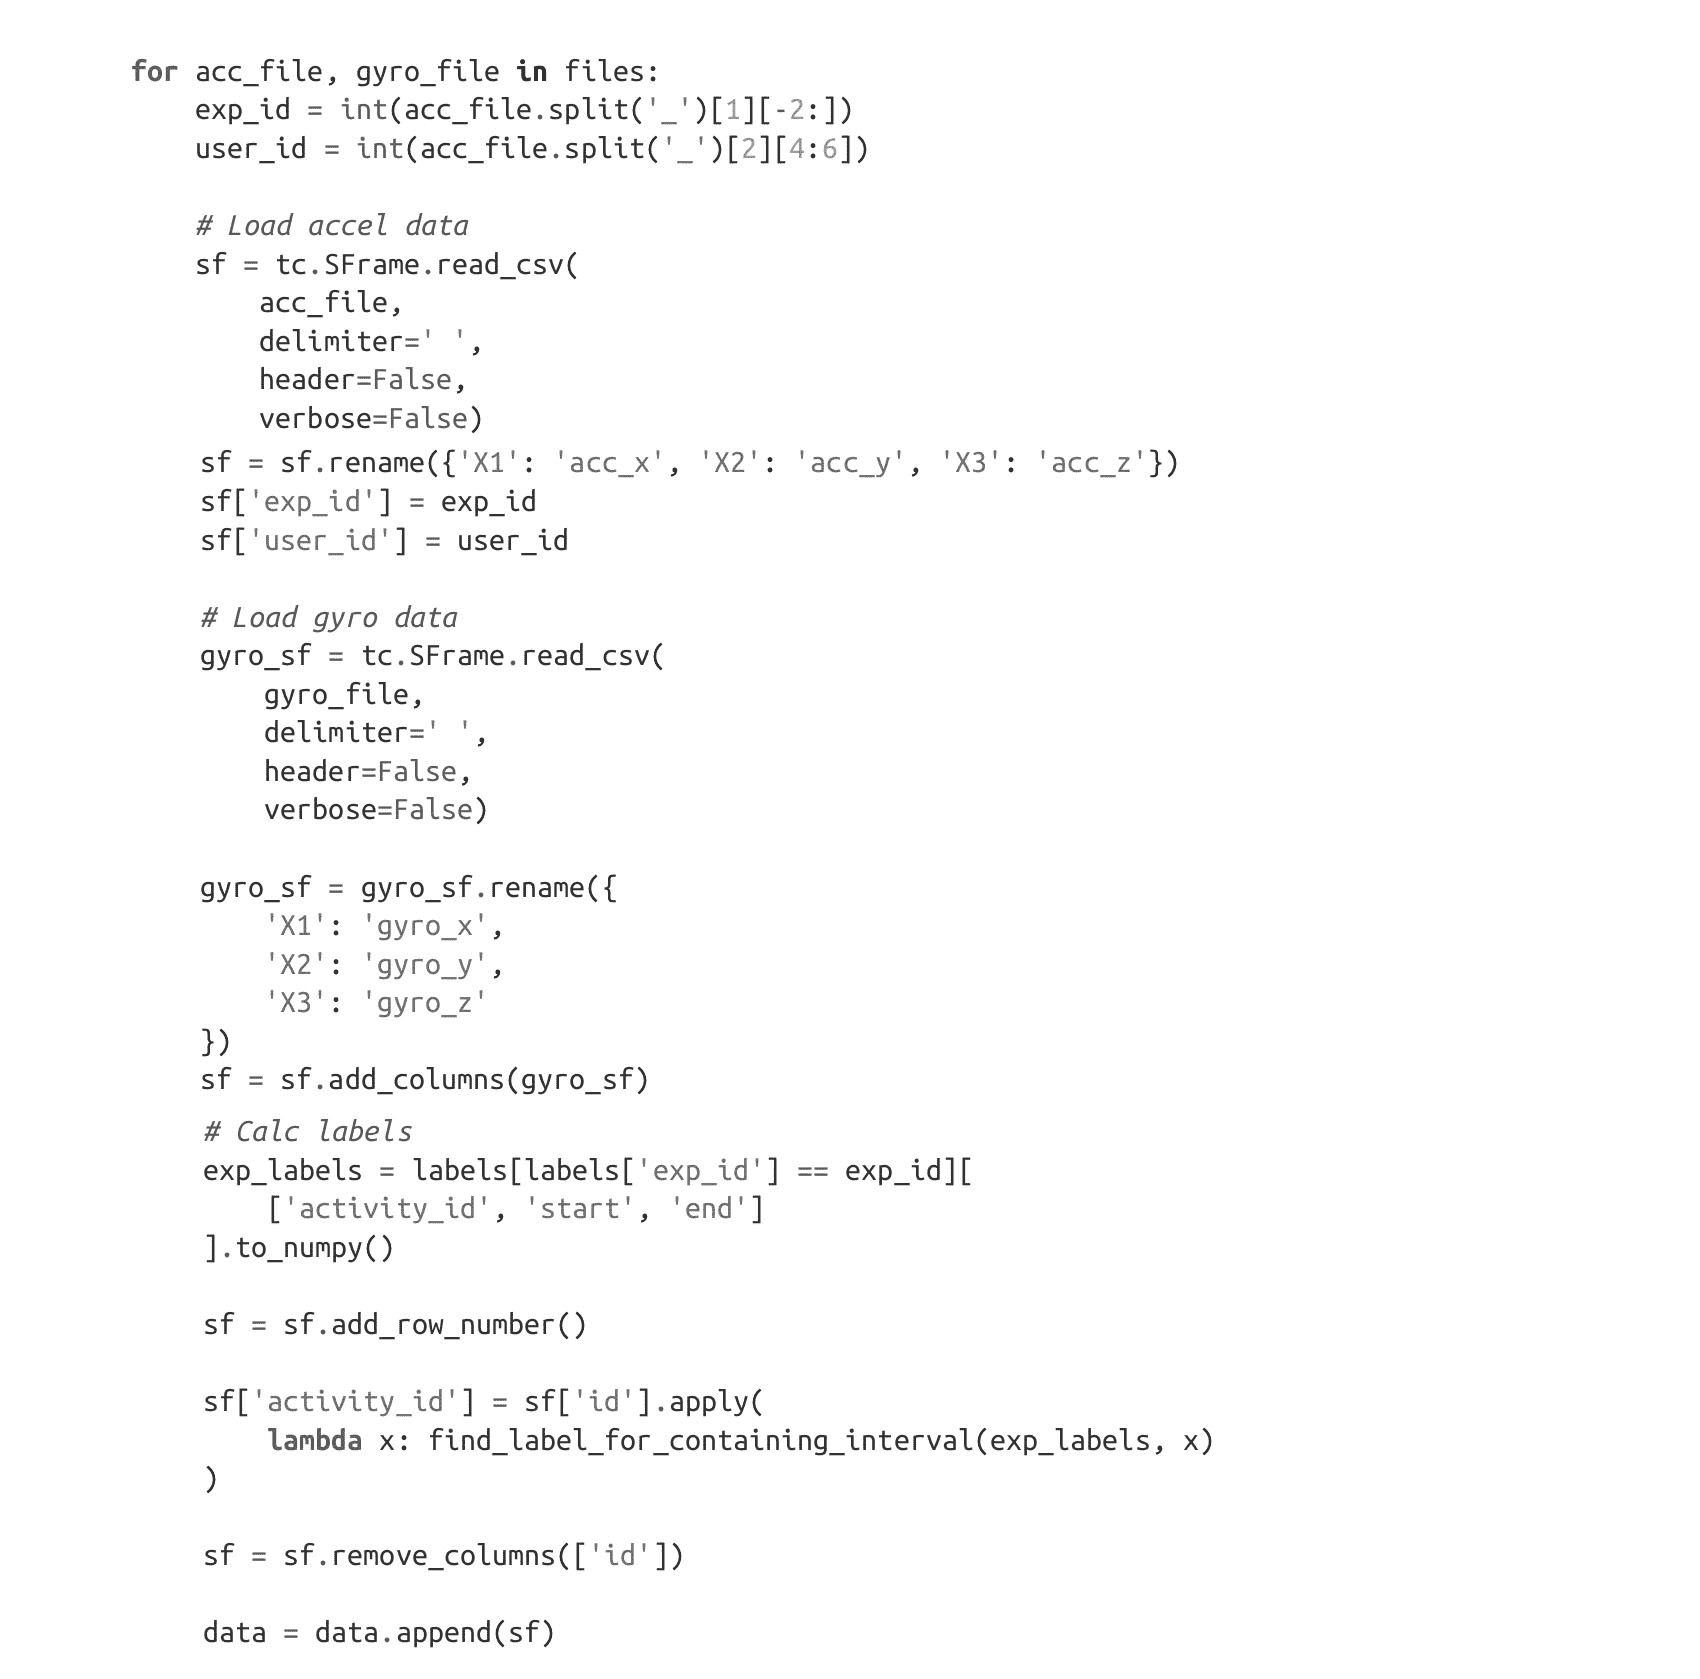 for acc_file, gyro_file in files:
    exp_id = int(acc_file.split('_')[1][-2:])
    user_id = int(acc_file.split('_')[2][4:6])

    # Load accel data
    sf = tc.SFrame.read_csv(
        acc_file,
        delimiter=' ',
        header=False,
        verbose=False)
    sf = sf.rename({'X1': 'acc_x', 'X2': 'acc_y', 'X3': 'acc_z'})
    sf['exp_id'] = exp_id
    sf['user_id'] = user_id

    # Load gyro data
    gyro_sf = tc.SFrame.read_csv(
        gyro_file,
        delimiter=' ',
        header=False,
        verbose=False)

    gyro_sf = gyro_sf.rename({
        'X1': 'gyro_x',
        'X2': 'gyro_y',
        'X3': 'gyro_z'
    })
    sf = sf.add_columns(gyro_sf)
    # Calc labels
    exp_labels = labels[labels['exp_id'] == exp_id][
        ['activity_id', 'start', 'end']
    ].to_numpy()

    sf = sf.add_row_number()

    sf['activity_id'] = sf['id'].apply(
        lambda x: find_label_for_containing_interval(exp_labels, x)
    )

    sf = sf.remove_columns(['id'])

    data = data.append(sf)